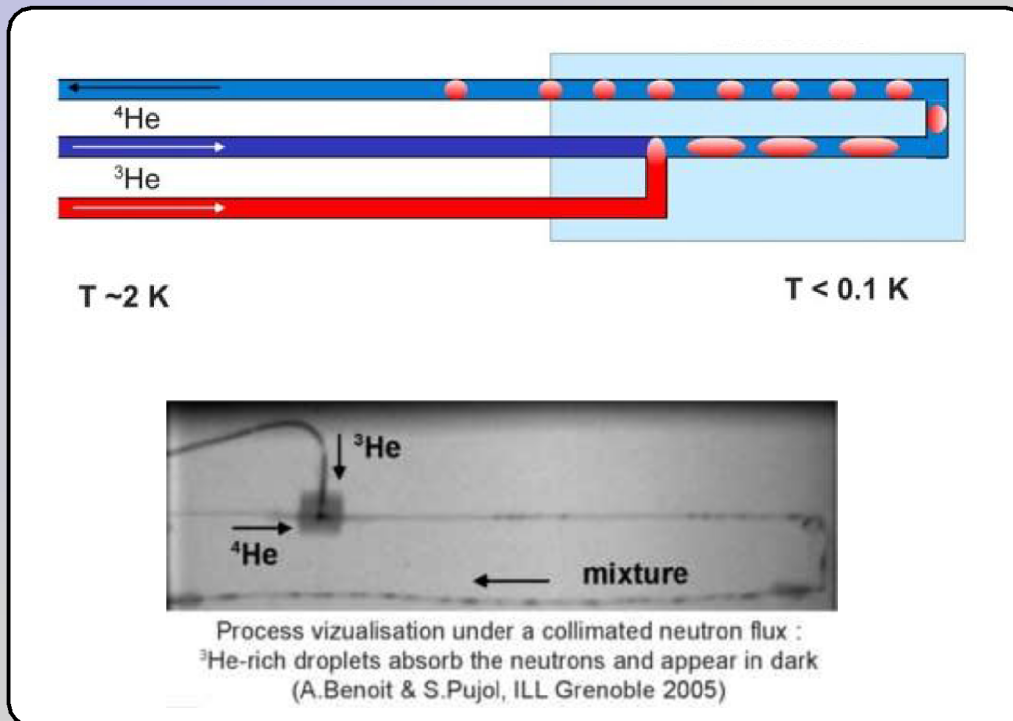 ⁴He
³He
T ~2 K
T < 0.1 K
³He
⁴He
mixture
Process vizualisation under a collimated neutron flux :
³He-rich droplets absorb the neutrons and appear in dark
(A.Benoit & S.Pujol, ILL Grenoble 2005)